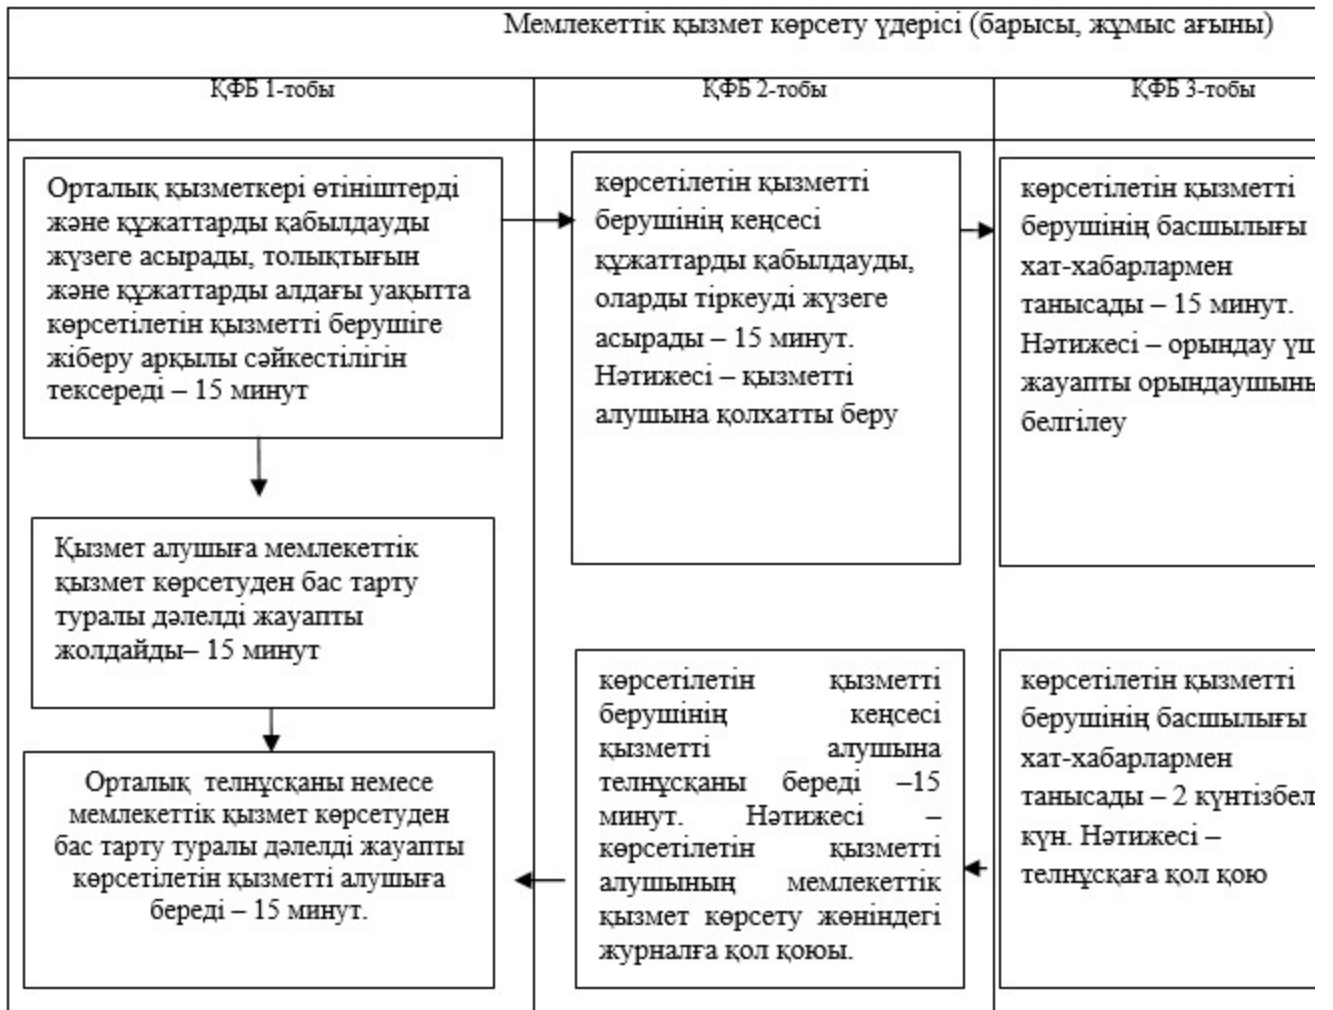 Мемлекеттік қызмет көрсету үдерісі (барысы, жұмыс ағыны)
ҚФБ 1-тобы
ҚФБ 2-тобы
ҚФБ 3-тобы
Орталық қызметкері өтініштерді
және құжаттарды қабылдауды
жүзеге асырады, толықтығын
және құжаттарды алдағы уақытта
көрсетілетін қызметті берушіге
жіберу арқылы сәйкестілігін
тексереді – 15 минут
көрсетілетін қызметті
берушінің кеңсесі
құжаттарды қабылдауды,
оларды тіркеуді жүзеге
асырады – 15 минут.
Нәтижесі – қызметті
алушына қолхатты беру
көрсетілетін қызметті
берушінің басшылығы
хат-хабарлармен
танысады – 15 минут.
Нәтижесі – орындау
жауапты
белгілеу
Қызмет алушыға мемлекеттік
қызмет көрсетуден бас тарту
туралы дәлелді жауапты
жолдайды– 15 минут
Орталық телнұсқаны немесе
мемлекеттік қызмет көрсетуден
бас тарту туралы дәлелді жауапты
көрсетілетін қызметті алушыға
береді – 15 минут.
көрсетілетін қызметті
берушінің кеңсесі
қызметті алушына
телнұсқаны береді –15
минут. Нәтижесі –
көрсетілетін қызметті
алушының мемлекеттік
қызмет көрсету жөніндегі
журналға қол қоюы.
көрсетілетін қызметті
берушінің басшылығы
хат-хабарлармен
танысады – 2
күн. Нәтижесі –
телнұсқаға қол қою